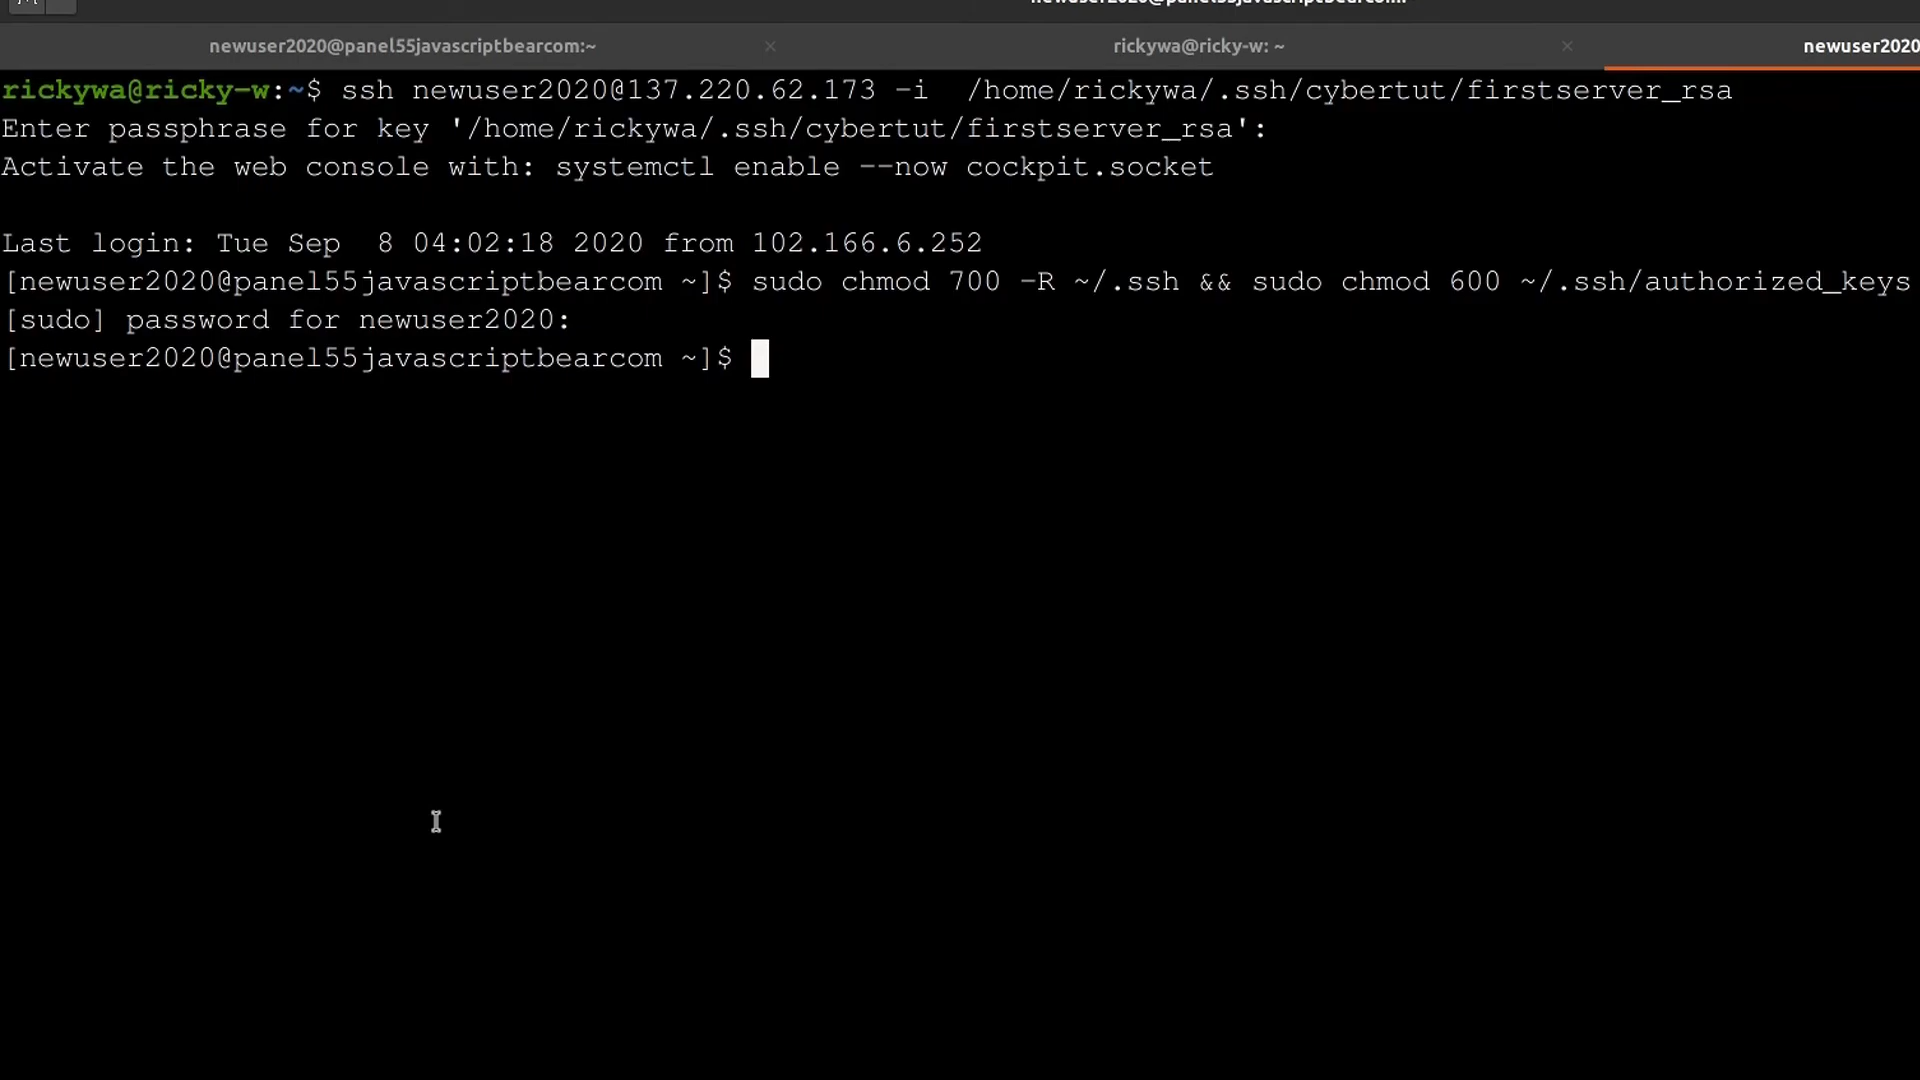 newuser2020@panel55javascriptbearcom:~
newuser2020@panel55javascriptbearcom:~ × rickywa@ricky-w: ~ × newuser2020
rickywa@ricky-w:~$ ssh newuser2020@137.220.62.173 -i  /home/rickywa/.ssh/cybertut/firstserver_rsa
Enter passphrase for key '/home/rickywa/.ssh/cybertut/firstserver_rsa':
Activate the web console with: systemctl enable --now cockpit.socket
Last login: Tue Sep  8 04:02:18 2020 from 102.166.6.252
[newuser2020@panel55javascriptbearcom ~]$ sudo chmod 700 -R ~/.ssh && sudo chmod 600 ~/.ssh/authorized_keys
[sudo] password for newuser2020:
[newuser2020@panel55javascriptbearcom ~]$